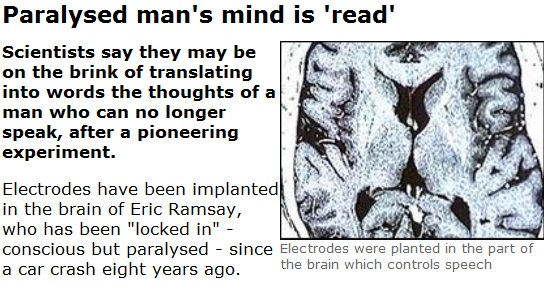 Paralysed man's mind is 'read'
Scientists say they may be
on the brink of translating
into words the thoughts of a
man who can no longer
speak, after a pioneering
experiment.
Electrodes have been implanted
in the brain of Eric Ramsay,
who has been "locked in" -
conscious but paralysed - since
a car crash eight years ago.
Electrodes were planted in the part of
the brain which controls speech